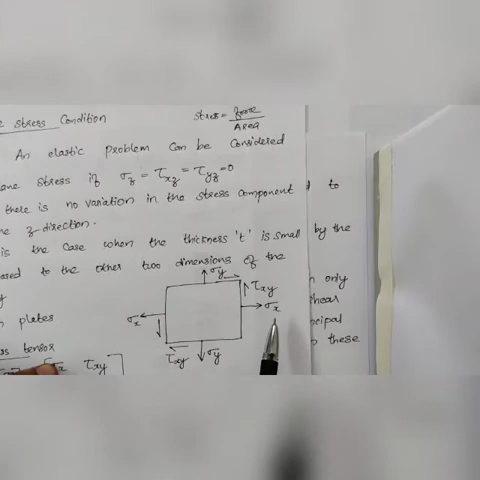 stress Condition
stress = force / Area
An elastic problem can be considered
stress if σz = τxz = τyz = 0
there is no variation in the stress component
z-direction.
is the case when the thickness 't' is small
to the other two dimensions of the
plates
tensor
σx τxy
σy
τxy
σx
σx
τxy
σy
to
by the
only
these